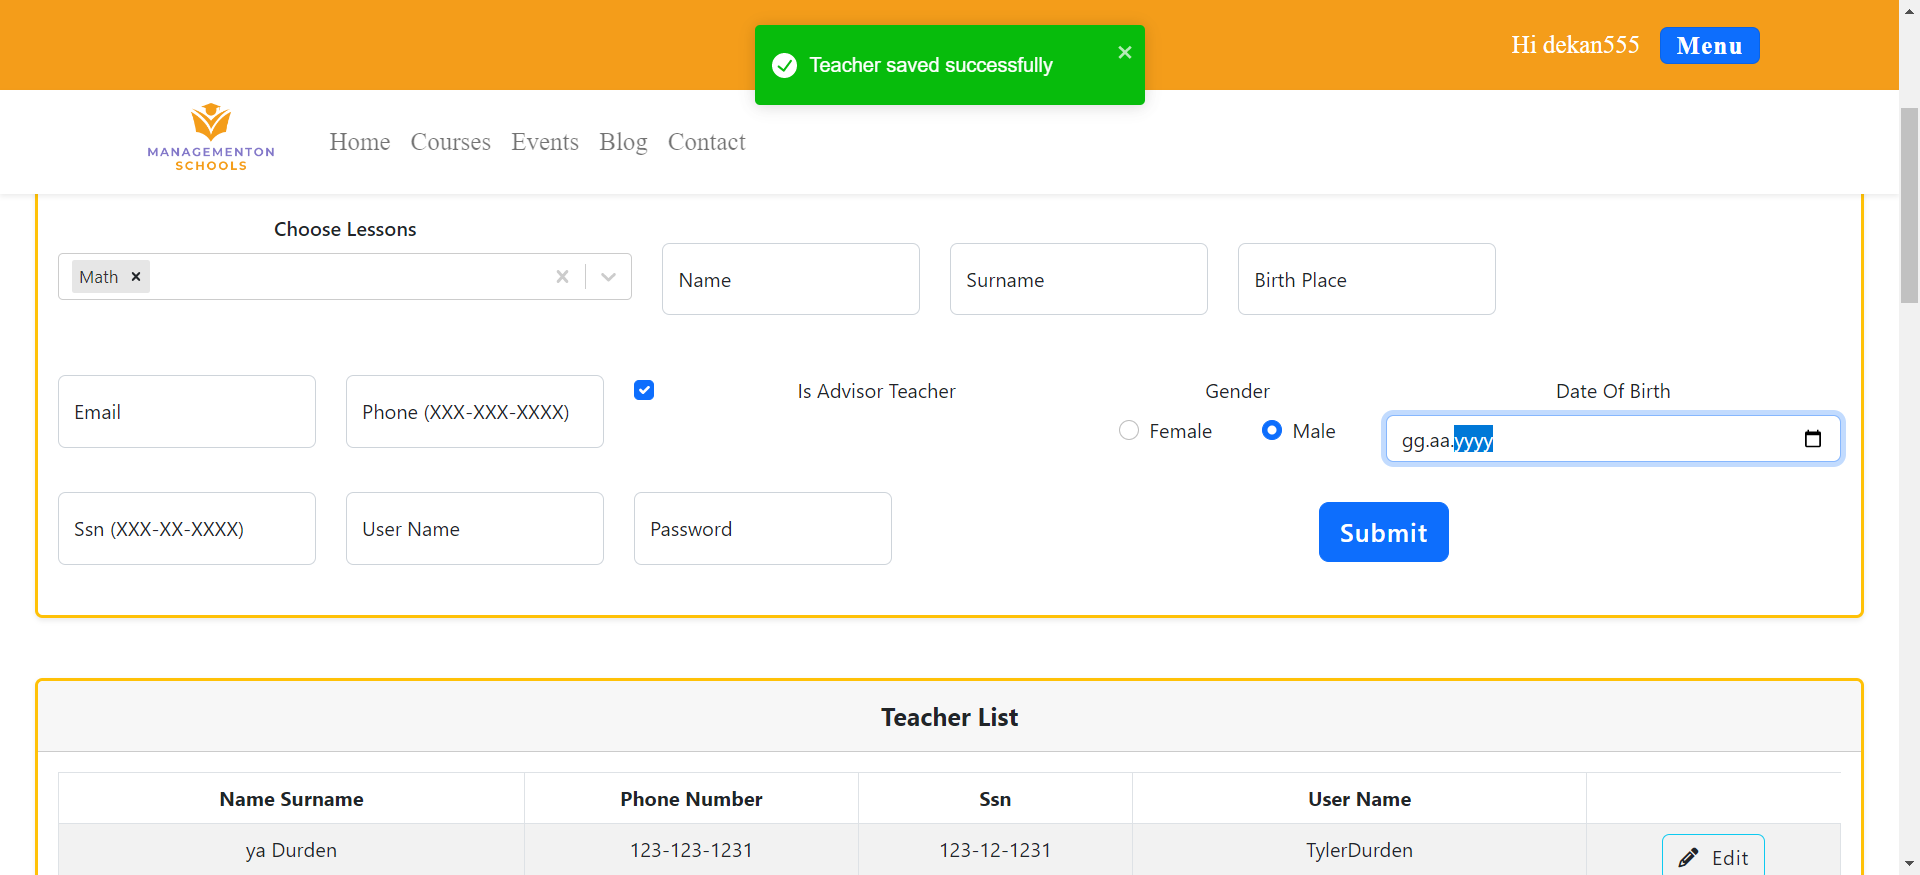 Teacher saved successfully
Hi dekan555 Menu
MANAGEMENTON
SCHOOLS
Home Courses Events Blog Contact
Choose Lessons
Math
Name
Surname
Birth Place
Email
Phone (XXX-XXX-XXXX)
Is Advisor Teacher
Gender
Female Male
Date Of Birth
gg.aa.yyyy
Ssn (XXX-XX-XXXX)
User Name
Password
Submit
Teacher List
Name Surname Phone Number Ssn User Name
ya Durden 123-123-1231 123-12-1231 TylerDurden Edit